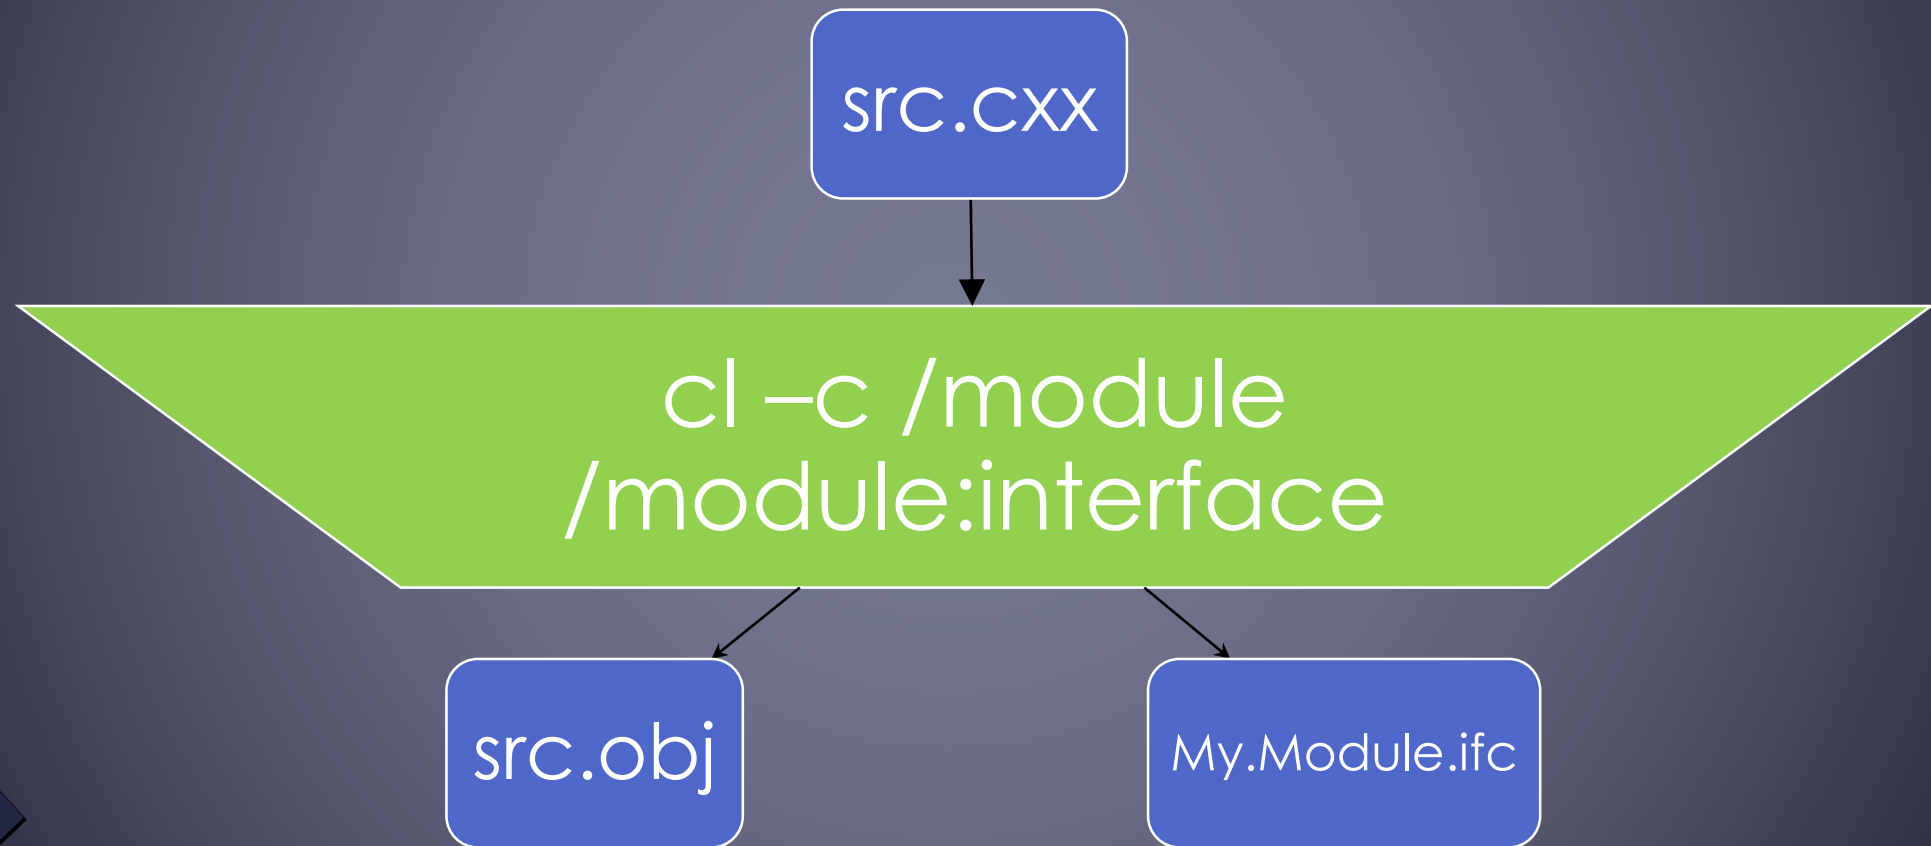 src.cxx
cl –c /module
/module:interface
src.obj
My.Module.ifc